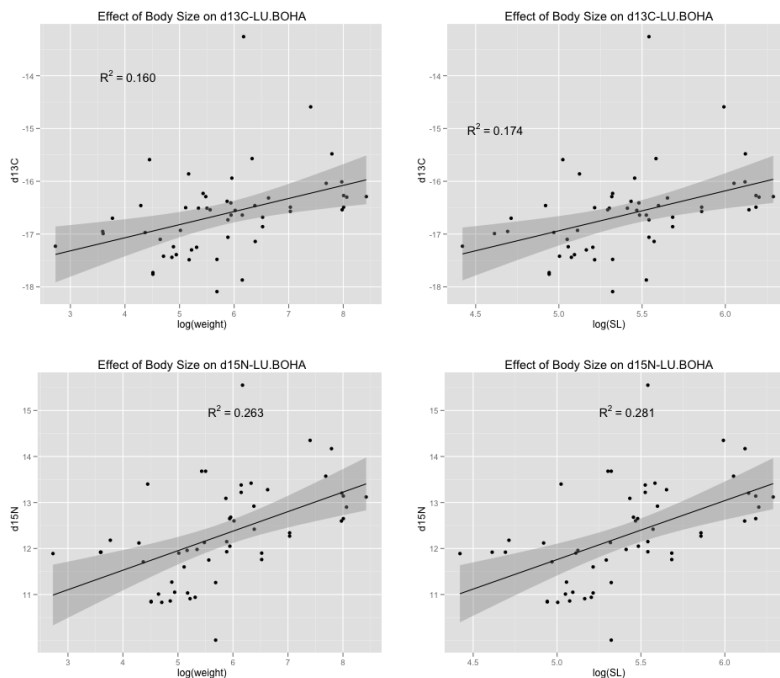 Effect of Body Size on d13C-LU.BOHA
R² = 0.160
d13C
-14
-15
-16
-17
-18
3 4 5 6 7 8
log(weight)
Effect of Body Size on d13C-LU.BOHA
R² = 0.174
d13C
-14
-15
-16
-17
-18
4.5 5.0 5.5 6.0
log(SL)
Effect of Body Size on d15N-LU.BOHA
R² = 0.263
d15N
15
14
13
12
11
3 4 5 6 7 8
log(weight)
Effect of Body Size on d15N-LU.BOHA
R² = 0.281
d15N
15
14
13
12
11
4.5 5.0 5.5 6.0
log(SL)